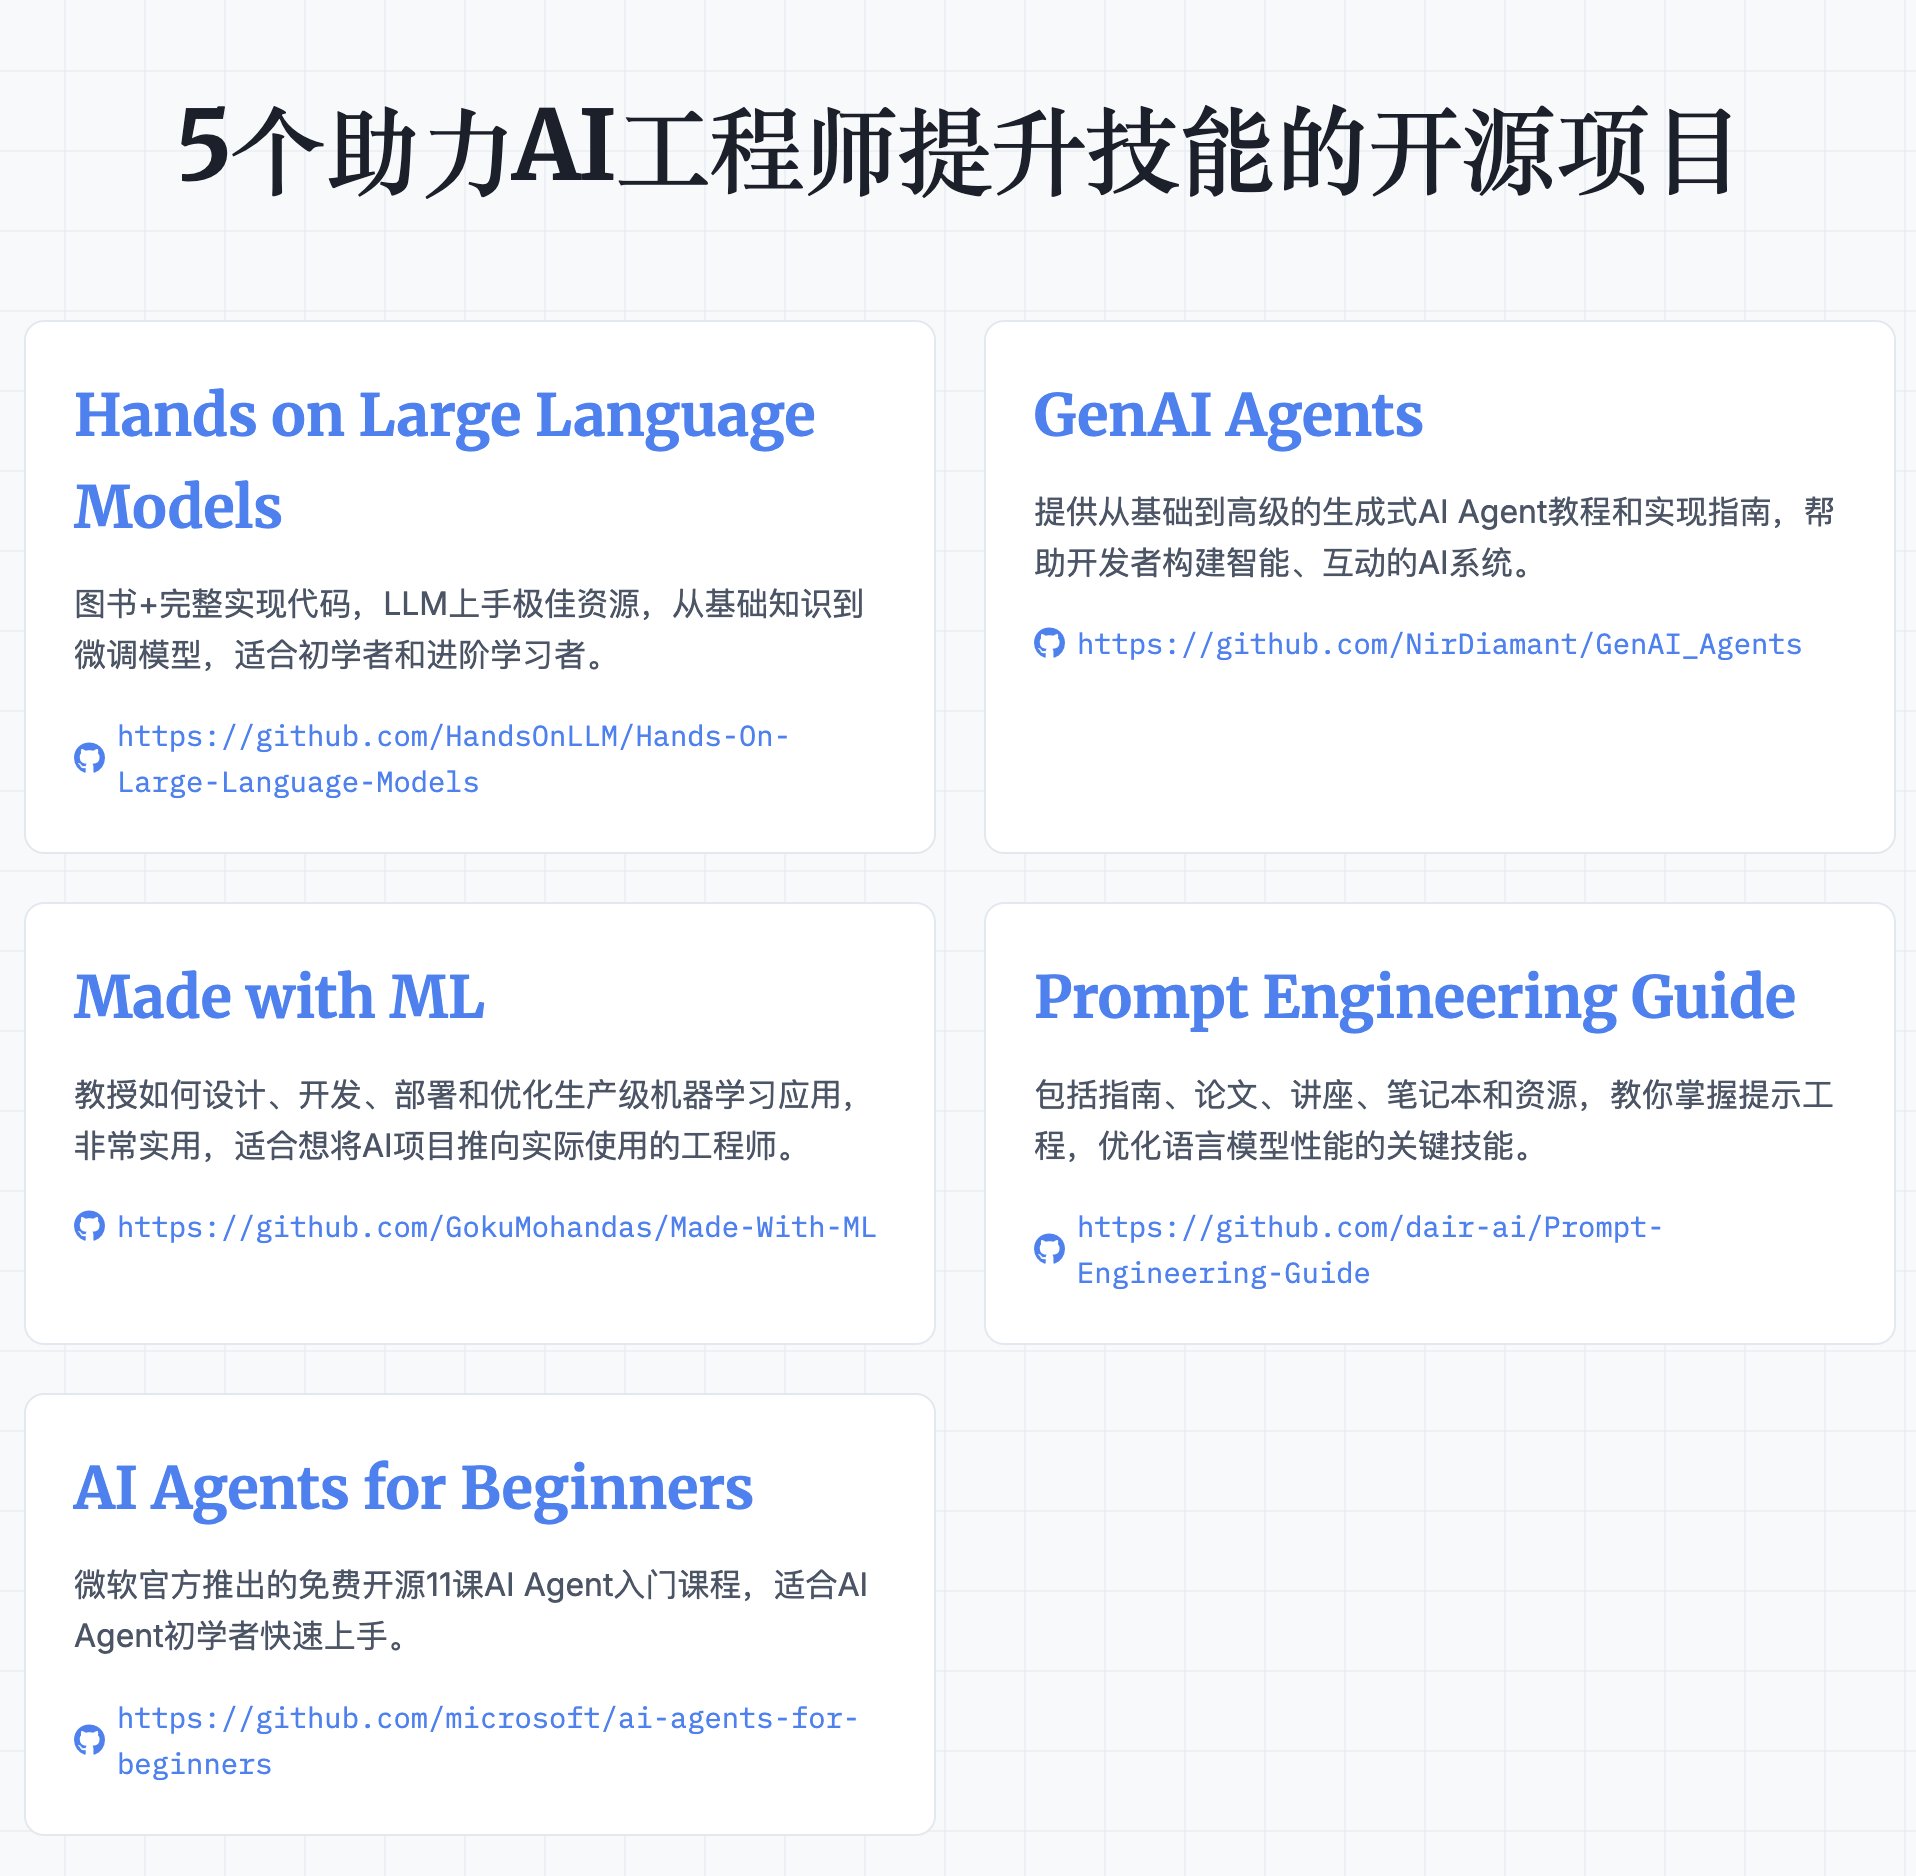 5个助力AI工程师提升技能的开源项目
Hands on Large Language
Models
图书+完整实现代码，LLM上手极佳资源，从基础知识到
微调模型，适合初学者和进阶学习者。
https://github.com/HandsOnLLM/Hands-On-
Large-Language-Models
GenAI Agents
提供从基础到高级的生成式AI Agent教程和实现指南，帮
助开发者构建智能、互动的AI系统。
https://github.com/NirDiamant/GenAI_Agents
Made with ML
教授如何设计、开发、部署和优化生产级机器学习应用，
非常实用，适合想将AI项目推向实际使用的工程师。
https://github.com/GokuMohandas/Made-With-ML
Prompt Engineering Guide
包括指南、论文、讲座、笔记本和资源，教你掌握提示工
程，优化语言模型性能的关键技能。
https://github.com/dair-ai/Prompt-
Engineering-Guide
AI Agents for Beginners
微软官方推出的免费开源11课AI Agent入门课程，适合AI
Agent初学者快速上手。
https://github.com/microsoft/ai-agents-for-
beginners